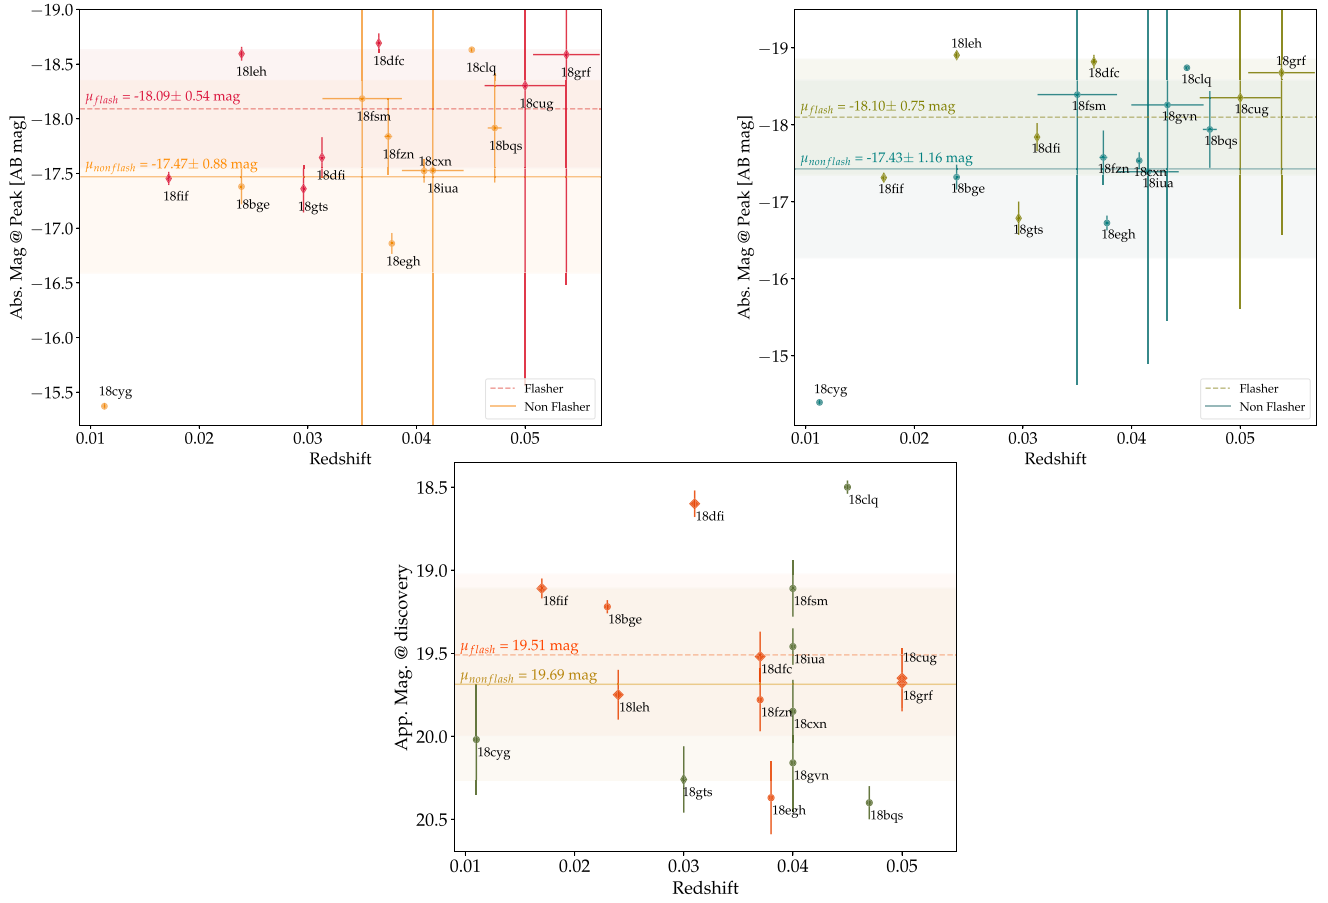 −19.0
−18.5
−18.0
−17.5
−17.0
−16.5
−16.0
−15.5
Abs. Mag @ Peak [AB mag]
0.01
0.02
0.03
0.04
0.05
Redshift
μflash = -18.09± 0.54 mag
μnonflash = -17.47± 0.88 mag
18leh
18dfc
18clq
18grf
18cug
18fsm
18fzn
18bqs
18cxn
18iua
18dfi
18fif
18bge
18gts
18egh
18cyg
Flasher
Non Flasher
−19
−18
−17
−16
−15
Abs. Mag @ Peak [AB mag]
0.01
0.02
0.03
0.04
0.05
Redshift
μflash = -18.10± 0.75 mag
μnonflash = -17.43± 1.16 mag
18leh
18dfc
18clq
18grf
18fsm
18gvn
18cug
18dfi
18bqs
18fzn
18cxn
18iua
18fif
18bge
18gts
18egh
18cyg
Flasher
Non Flasher
18.5
19.0
19.5
20.0
20.5
App. Mag. @ discovery
0.01
0.02
0.03
0.04
0.05
Redshift
μflash = 19.51 mag
μnonflash = 19.69 mag
18clq
18dfi
18fif
18fsm
18bge
18iua
18cug
18dfc
18grf
18leh
18fzn
18cxn
18cyg
18gvn
18gts
18egh
18bqs